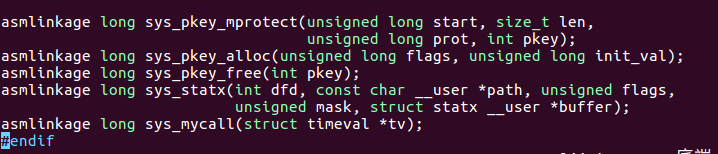 asmlinkage long sys_pkey_mprotect(unsigned long start, size_t len,
unsigned long prot, int pkey);
asmlinkage long sys_pkey_alloc(unsigned long flags, unsigned long init_val);
asmlinkage long sys_pkey_free(int pkey);
asmlinkage long sys_statx(int dfd, const char __user *path, unsigned flags,
unsigned mask, struct statx __user *buffer);
asmlinkage long sys_mycall(struct timeval *tv);
#endif